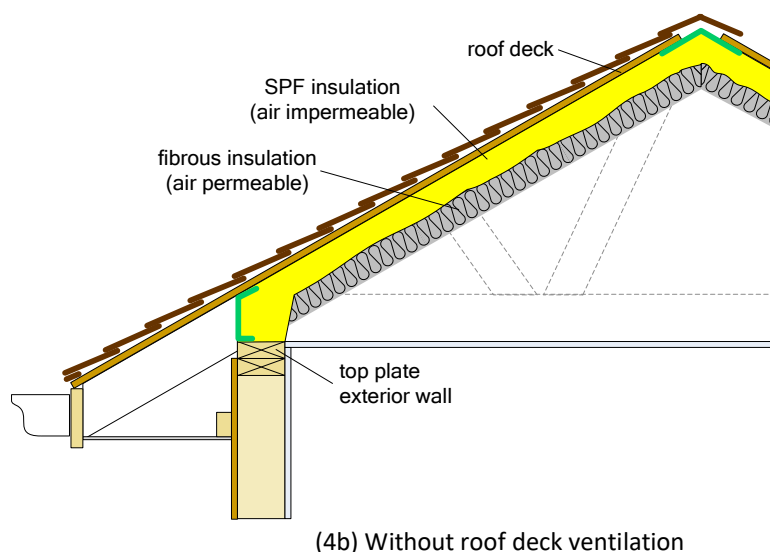 roof deck
SPF insulation
(air impermeable)
fibrous insulation
(air permeable)
top plate
exterior wall
(4b) Without roof deck ventilation